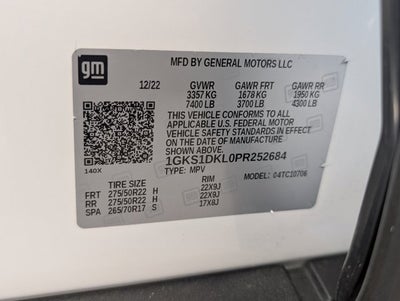 gm
MFD BY GENERAL MOTORS LLC
12/22 GVWR GAWR FRT GAWR RR
3357 KG 1678 KG 1950 KG
7400 LB 3700 LB 4300 LB
THIS VEHICLE CONFORMS TO ALL
APPLICABLE U.S. FEDERAL MOTOR
VEHICLE SAFETY STANDARDS IN EFFECT
ON THE DATE OF MANUFACTURE
SHOWN ABOVE.
1GKS1DKL0PR252684
140X TYPE: MPV MODEL: 04TC10706
TIRE SIZE RIM
FRT 275/50R22 H 22X9J
RR 275/50R22 H 22X9J
SPA 265/70R17 S 17X8J